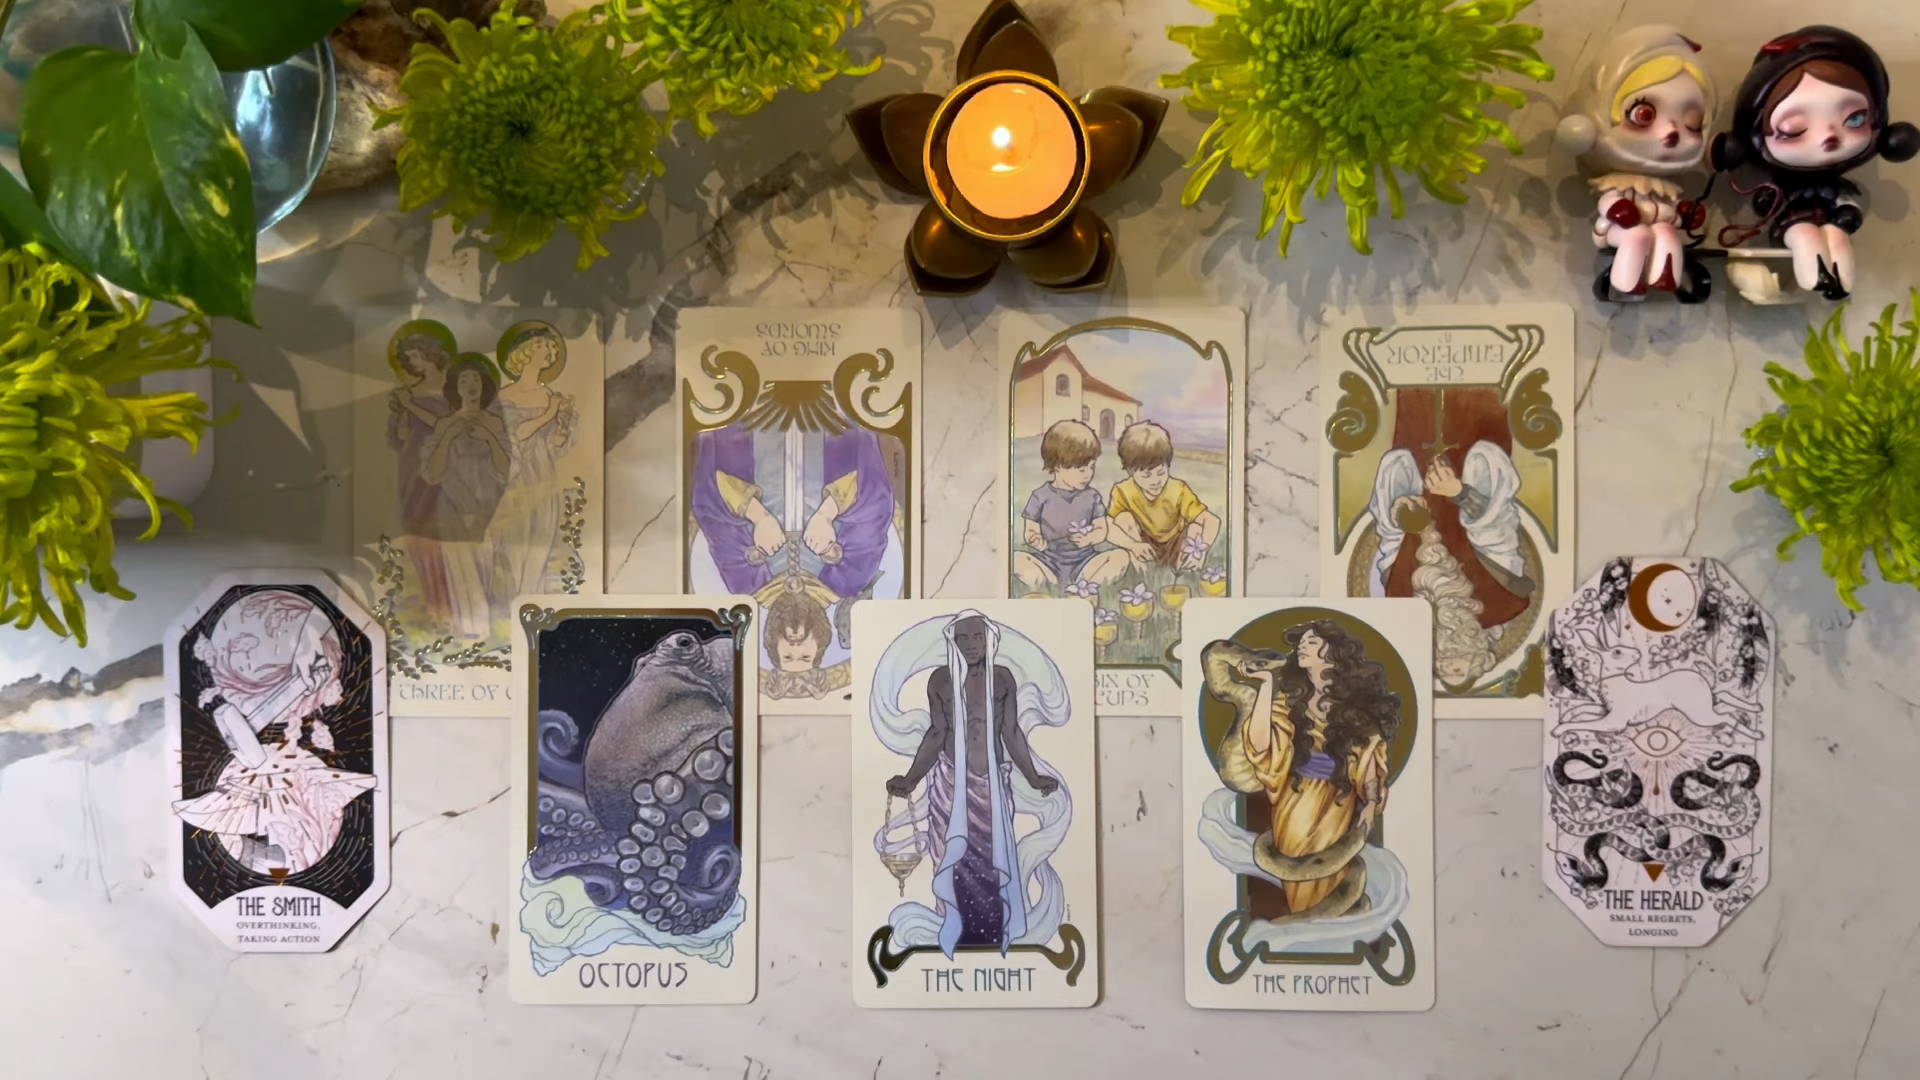 KING OF
SWORDS
THE
EMPEROR
THREE OF
SIX OF
CUPS
THE SMITH
OVERTHINKING,
TAKING ACTION
OCTOPUS
THE NIGHT
THE PROPHET
THE HERALD
SMALL REGRETS,
LONGING